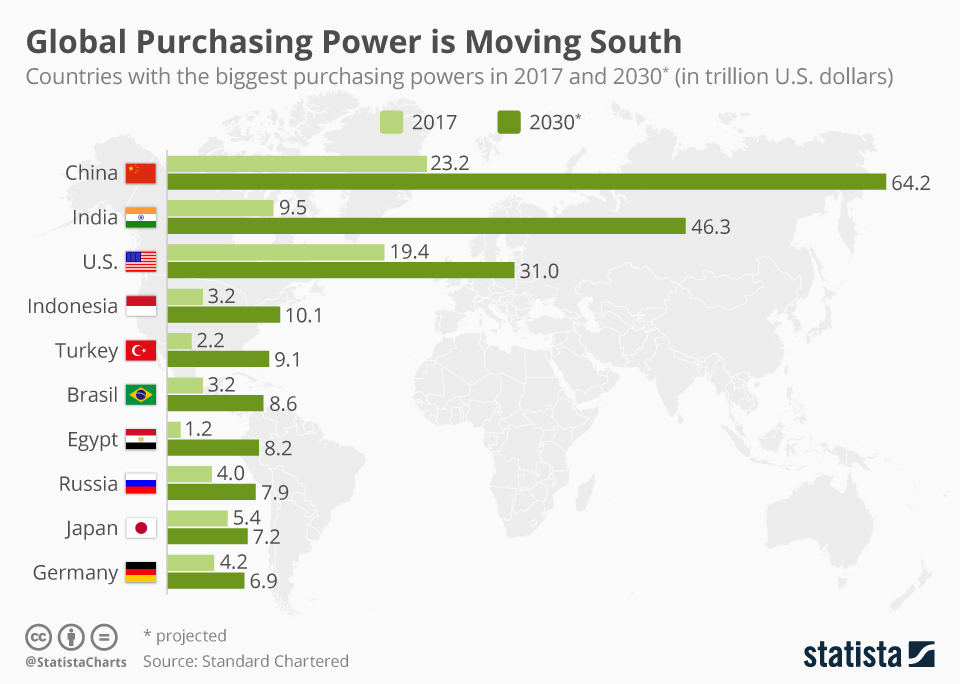 Global Purchasing Power is Moving South
Countries with the biggest purchasing powers in 2017 and 2030* (in trillion U.S. dollars)
2017 2030*
China 23.2
64.2
India 9.5
46.3
U.S. 19.4
31.0
Indonesia 3.2
10.1
Turkey 2.2
9.1
Brasil 3.2
8.6
Egypt 1.2
8.2
Russia 4.0
7.9
Japan 5.4
7.2
Germany 4.2
6.9
cc
@StatistaCharts
* projected
Source: Standard Chartered
statista